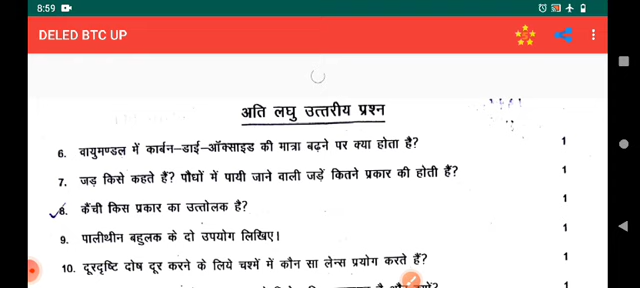 8:59
DELED BTC UP
अति लघु उत्तरीय प्रश्न
6. वायुमण्डल में कार्बन-डाई-ऑक्साइड की मात्रा बढ़ने पर क्या होता है? 1
7. जड़ किसे कहते हैं? पौधों में पायी जाने वाली जड़ें कितने प्रकार की होती हैं? 1
8. कैंची किस प्रकार का उत्तोलक है? 1
9. पालीथीन बहुलक के दो उपयोग लिखिए। 1
10. दूरदृष्टि दोष दूर करने के लिये चश्में में कौन सा लेन्स प्रयोग करते हैं? 1
1